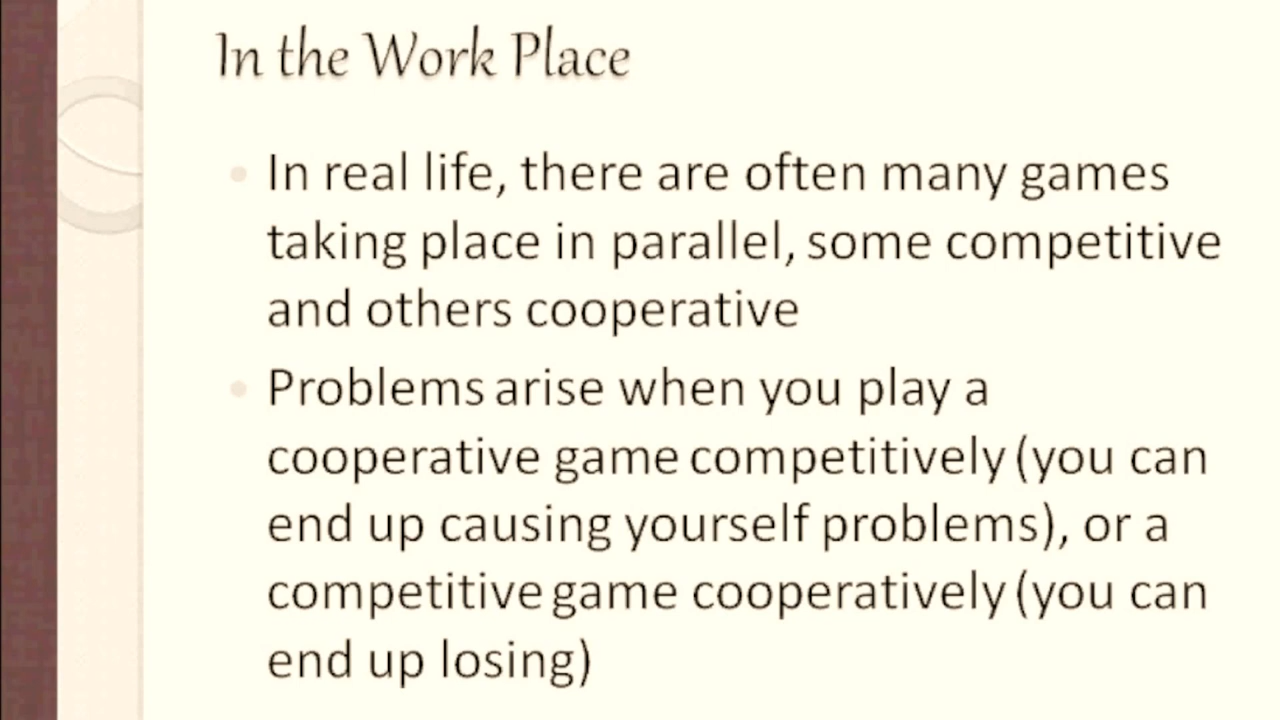 In the Work Place
In real life, there are often many games
taking place in parallel, some competitive
and others cooperative
Problems arise when you play a
cooperative game competitively (you can
end up causing yourself problems), or a
competitive game cooperatively (you can
end up losing)